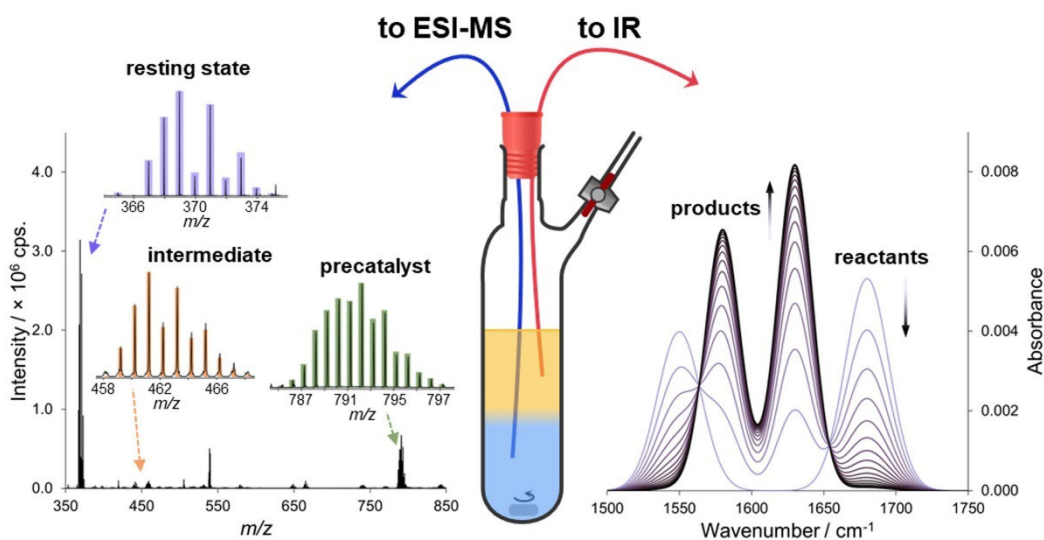 to ESI-MS
to IR
resting state
366
370
374
m/z
intermediate
458
462
466
m/z
precatalyst
787
791
795
797
m/z
Intensity / × 10⁶ cps.
4.0
3.0
2.0
1.0
0.0
350
450
550
650
750
850
m/z
products
reactants
Absorbance
0.008
0.006
0.004
0.002
0.000
1500
1550
1600
1650
1700
1750
Wavenumber / cm⁻¹